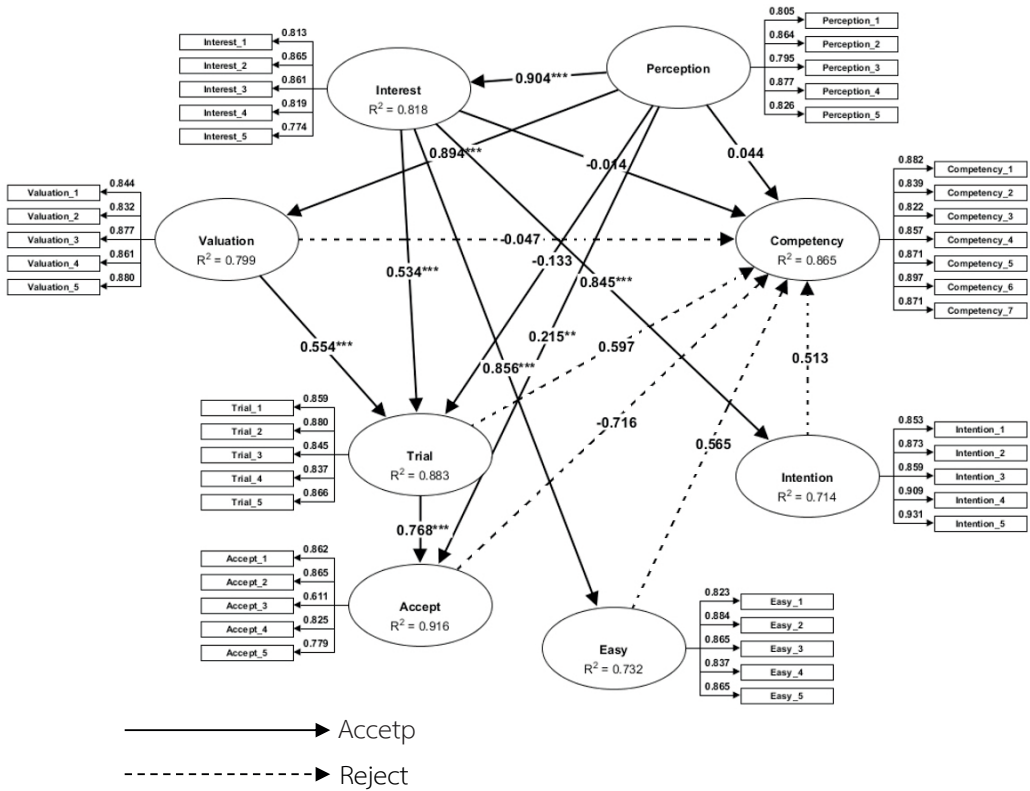 0.813
Interest_1
0.865
Interest_2
0.861
Interest_3
0.819
Interest_4
0.774
Interest_5
Interest
R² = 0.818
0.904***
Perception
0.805
Perception_1
0.864
Perception_2
0.795
Perception_3
0.877
Perception_4
0.826
Perception_5
0.894***
-0.014
0.044
0.844
Valuation_1
0.832
Valuation_2
0.877
Valuation_3
0.861
Valuation_4
0.880
Valuation_5
Valuation
R² = 0.799
-0.047
Competency
R² = 0.865
0.882
Competency_1
0.839
Competency_2
0.822
Competency_3
0.857
Competency_4
0.871
Competency_5
0.897
Competency_6
0.871
Competency_7
0.534***
-0.133
0.845***
0.554***
0.215**
0.856***
0.597
0.513
-0.716
0.565
0.859
Trial_1
0.880
Trial_2
0.845
Trial_3
0.837
Trial_4
0.866
Trial_5
Trial
R² = 0.883
Intention
R² = 0.714
0.853
Intention_1
0.873
Intention_2
0.859
Intention_3
0.909
Intention_4
0.931
Intention_5
0.768***
0.862
Accept_1
0.865
Accept_2
0.611
Accept_3
0.825
Accept_4
0.779
Accept_5
Accept
R² = 0.916
Easy
R² = 0.732
0.823
Easy_1
0.884
Easy_2
0.865
Easy_3
0.837
Easy_4
0.865
Easy_5
Accetp
Reject